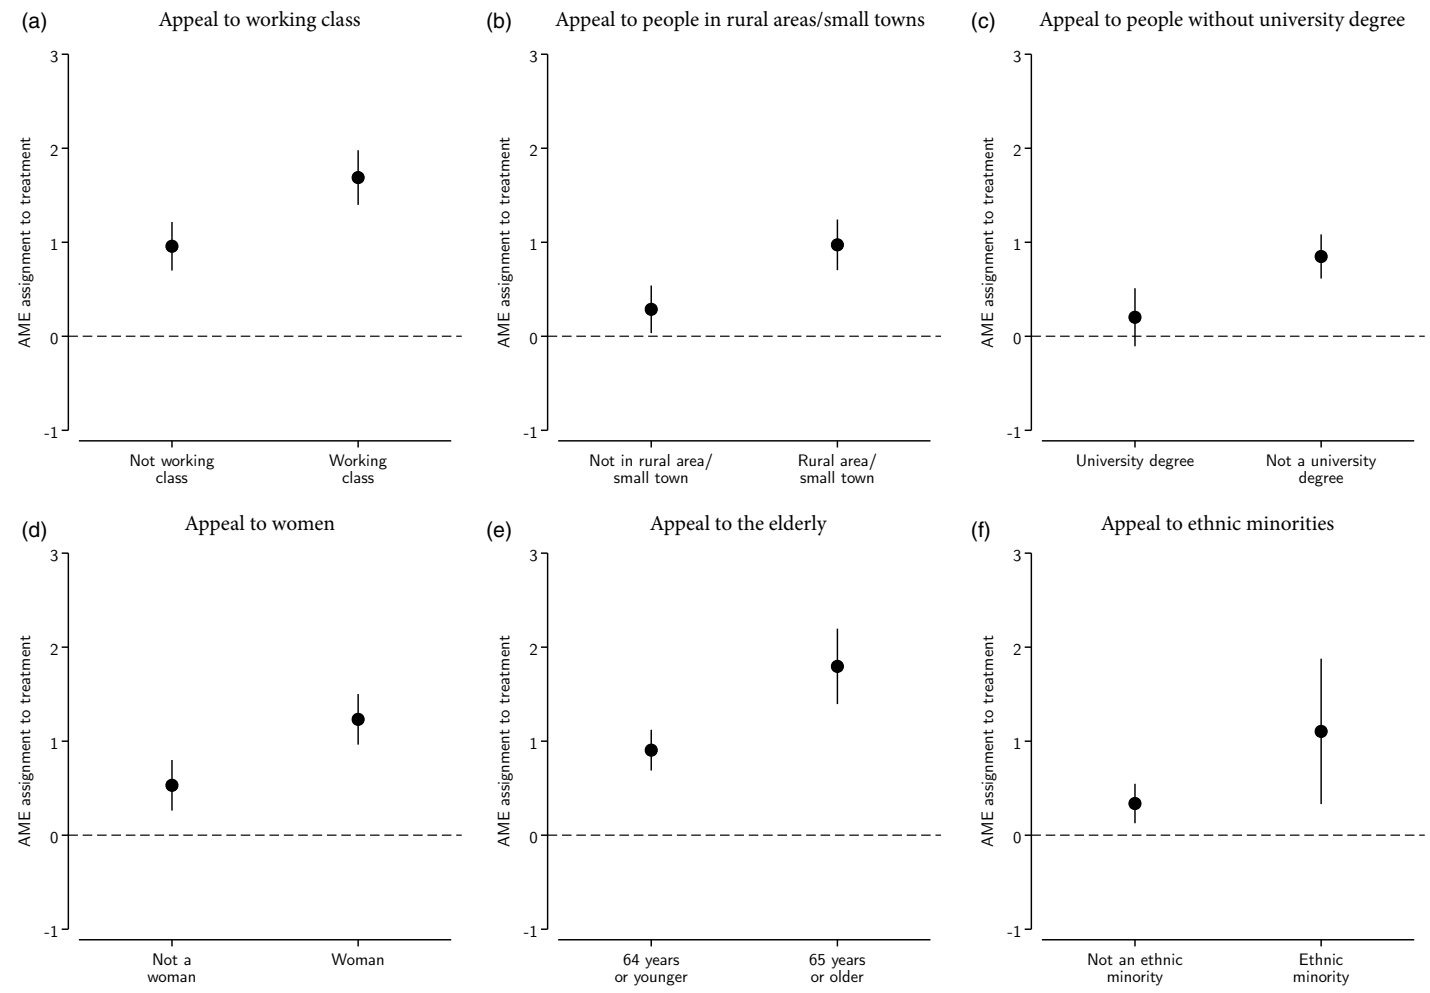 (a)
Appeal to working class
3
2
1
0
-1
AME assignment to treatment
Not working
class
Working
class
(b)
Appeal to people in rural areas/small towns
3
2
1
0
-1
AME assignment to treatment
Not in rural area/
small town
Rural area/
small town
(c)
Appeal to people without university degree
3
2
1
0
-1
AME assignment to treatment
University degree
Not a university
degree
(d)
Appeal to women
3
2
1
0
-1
AME assignment to treatment
Not a
woman
Woman
(e)
Appeal to the elderly
3
2
1
0
-1
AME assignment to treatment
64 years
or younger
65 years
or older
(f)
Appeal to ethnic minorities
3
2
1
0
-1
AME assignment to treatment
Not an ethnic
minority
Ethnic
minority